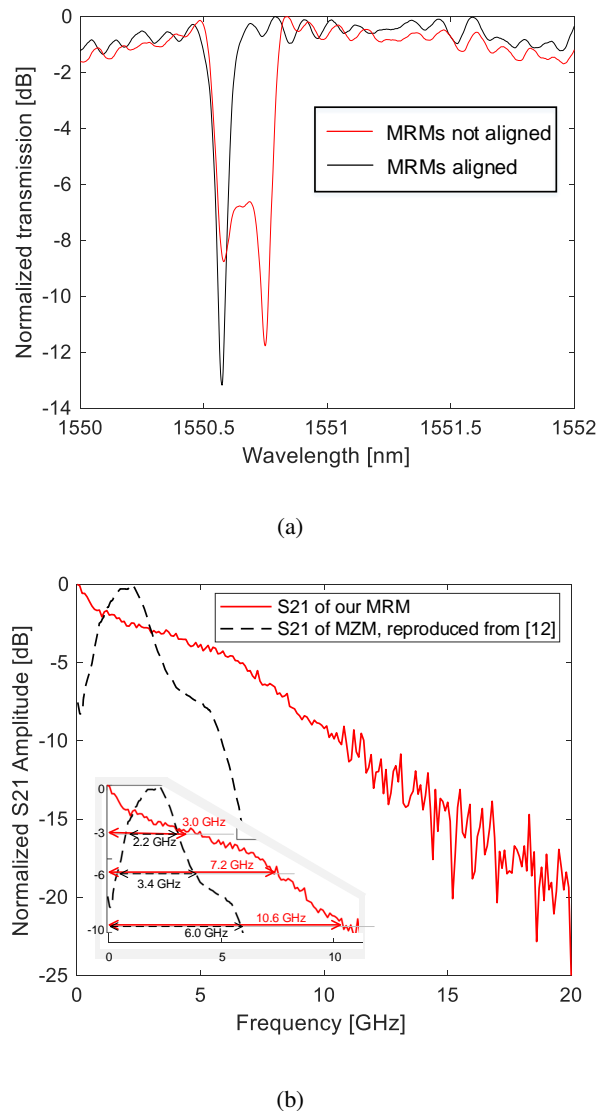 0
-2
-4
-6
-8
-10
-12
-14
Normalized transmission [dB]
MRMs not aligned
MRMs aligned
1550
1550.5
1551
1551.5
1552
Wavelength [nm]
(a)
0
-5
-10
-15
-20
-25
Normalized S21 Amplitude [dB]
S21 of our MRM
S21 of MZM, reproduced from [12]
0
-3
-6
-10
3.0 GHz
2.2 GHz
7.2 GHz
3.4 GHz
10.6 GHz
6.0 GHz
0
5
10
0
5
10
15
20
Frequency [GHz]
(b)